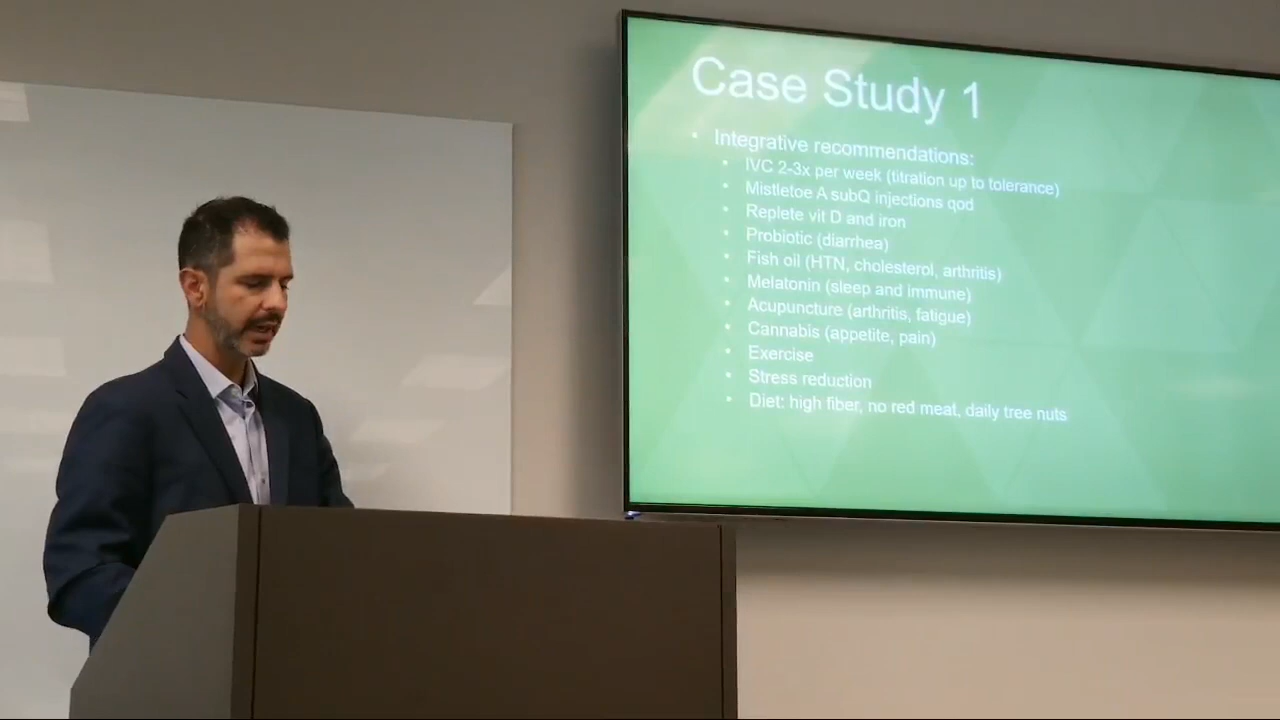 Case Study 1
• Integrative recommendations:
• IVC 2-3x per week (titration up to tolerance)
• Mistletoe A subQ injections qod
• Replete vit D and iron
• Probiotic (diarrhea)
• Fish oil (HTN, cholesterol, arthritis)
• Melatonin (sleep and immune)
• Acupuncture (arthritis, fatigue)
• Cannabis (appetite, pain)
• Exercise
• Stress reduction
• Diet: high fiber, no red meat, daily tree nuts